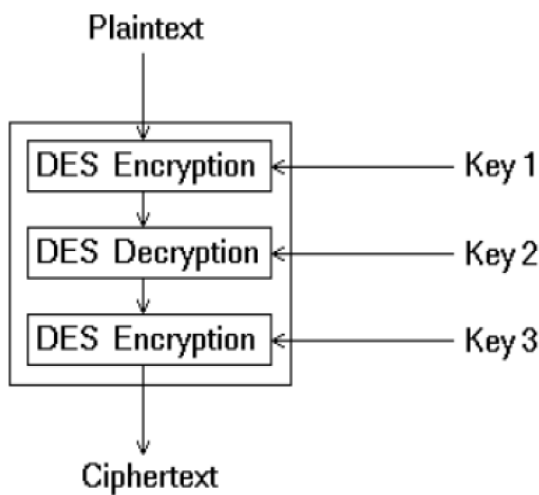 Plaintext
DES Encryption
Key 1
DES Decryption
Key 2
DES Encryption
Key 3
Ciphertext